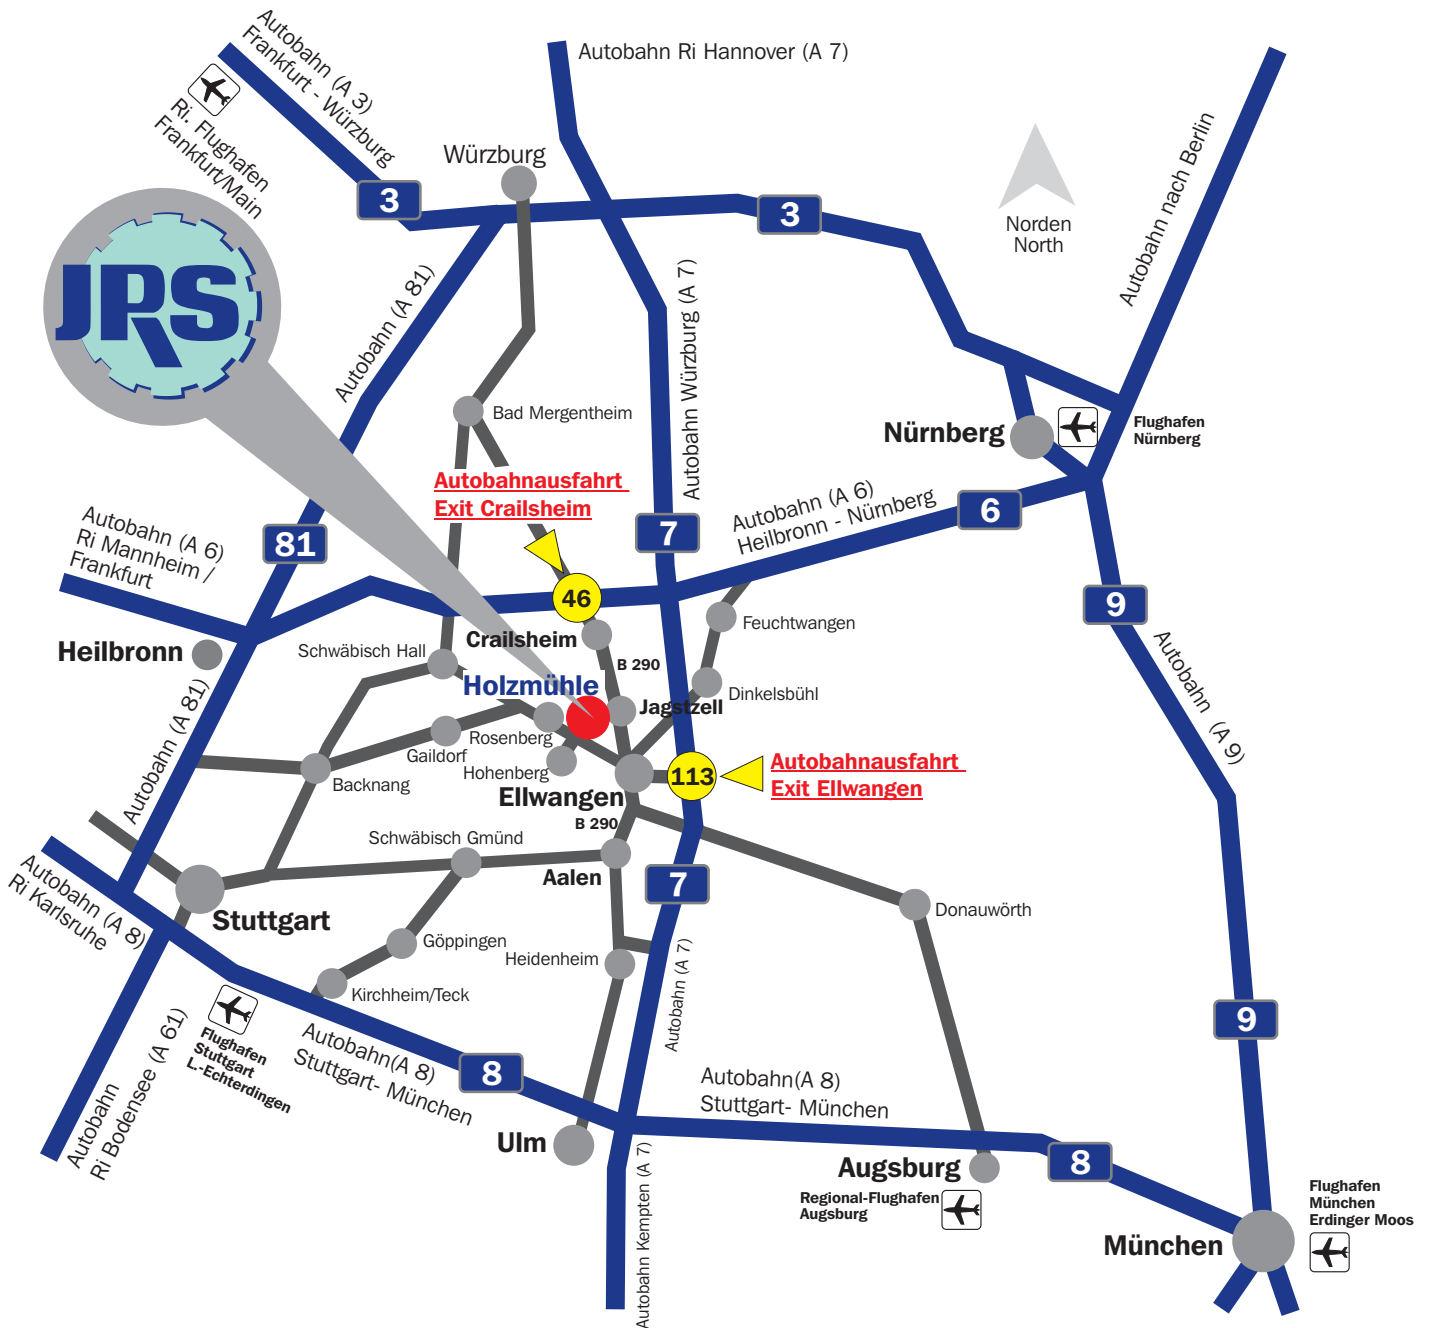 Autobahn (A 3)
Frankfurt - Würzburg
Ri. Flughafen
Frankfurt/Main
Autobahn Ri Hannover (A 7)
Würzburg
3
3
Norden
North
Autobahn nach Berlin
JRS
Autobahn (A 81)
Autobahn Würzburg (A 7)
Bad Mergentheim
Nürnberg
Flughafen
Nürnberg
Autobahnausfahrt
Exit Crailsheim
Autobahn (A 6)
Heilbronn - Nürnberg
6
7
81
Autobahn (A 6)
Ri Mannheim /
Frankfurt
46
9
Heilbronn
Crailsheim
Feuchtwangen
Schwäbisch Hall
B 290
Holzmühle
Dinkelsbühl
Jagstzell
Autobahn (A 81)
Rosenberg
Gaildorf
Hohenberg
Backnang
Ellwangen
113
Autobahnausfahrt
Exit Ellwangen
Autobahn (A 9)
B 290
Schwäbisch Gmünd
Aalen
7
Autobahn (A 8)
Ri Karlsruhe
Stuttgart
Donauwörth
Göppingen
Heidenheim
Kirchheim/Teck
Autobahn (A 7)
9
Flughafen
Stuttgart
L.-Echterdingen
Autobahn(A 8)
Stuttgart- München
8
Autobahn(A 8)
Stuttgart- München
Autobahn
Ri Bodensee (A 61)
Ulm
Autobahn Kempten (A 7)
Augsburg
8
Regional-Flughafen
Augsburg
München
Flughafen
München
Erdinger Moos